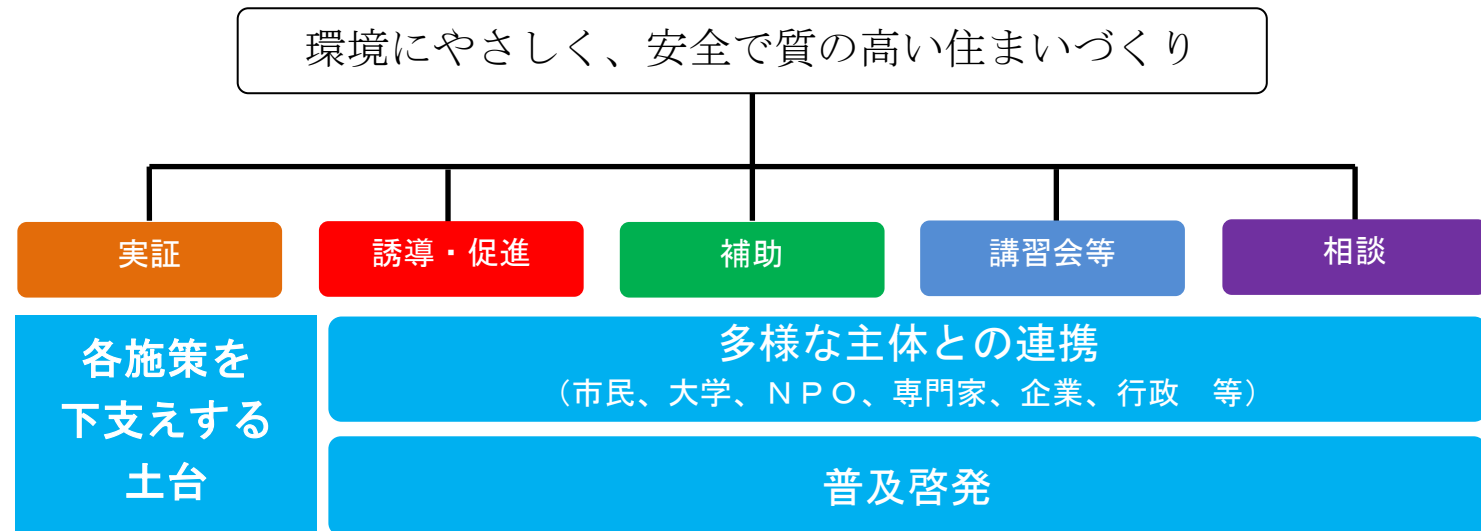 環境にやさしく、安全で質の高い住まいづくり
実証
誘導・促進
補助
講習会等
相談
各施策を
下支えする
土台
多様な主体との連携
（市民、大学、ＮＰＯ、専門家、企業、行政　等）
普及啓発